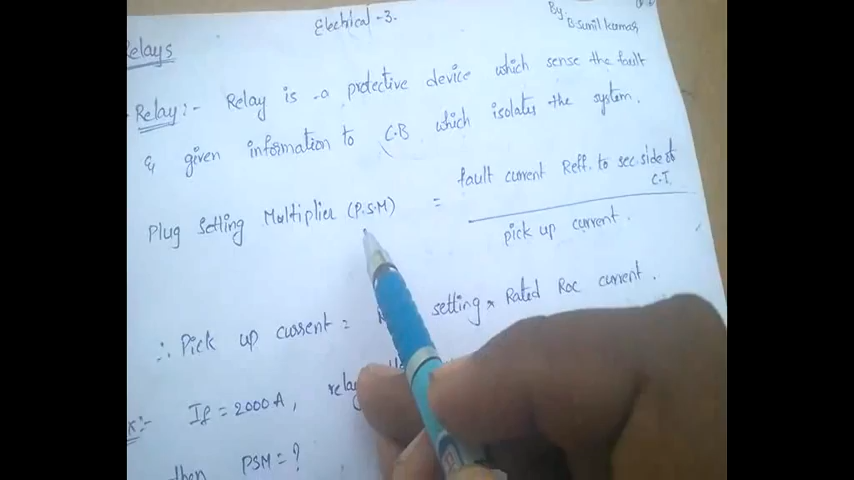 Electrical -3.
By
B.sunil kumar,
Relays
Relay:- Relay is a protective device which sense the fault
& given information to C.B which isolates the system.
Plug setting Multiplier (P.S.M) = fault current Reff. to sec. side of C.T.
pick up current.
∴ Pick up current = setting × Rated current.
If = 2000A, relay
then PSM = ?